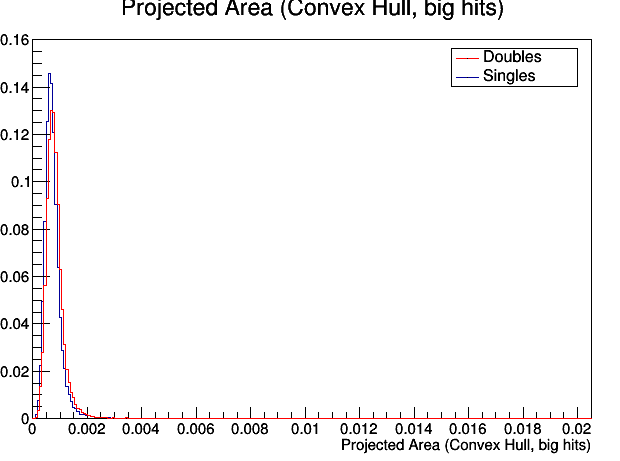 Projected Area (Convex Hull, big hits)
Doubles
Singles
0.16
0.14
0.12
0.1
0.08
0.06
0.04
0.02
0
0 0.002 0.004 0.006 0.008 0.01 0.012 0.014 0.016 0.018 0.02
Projected Area (Convex Hull, big hits)